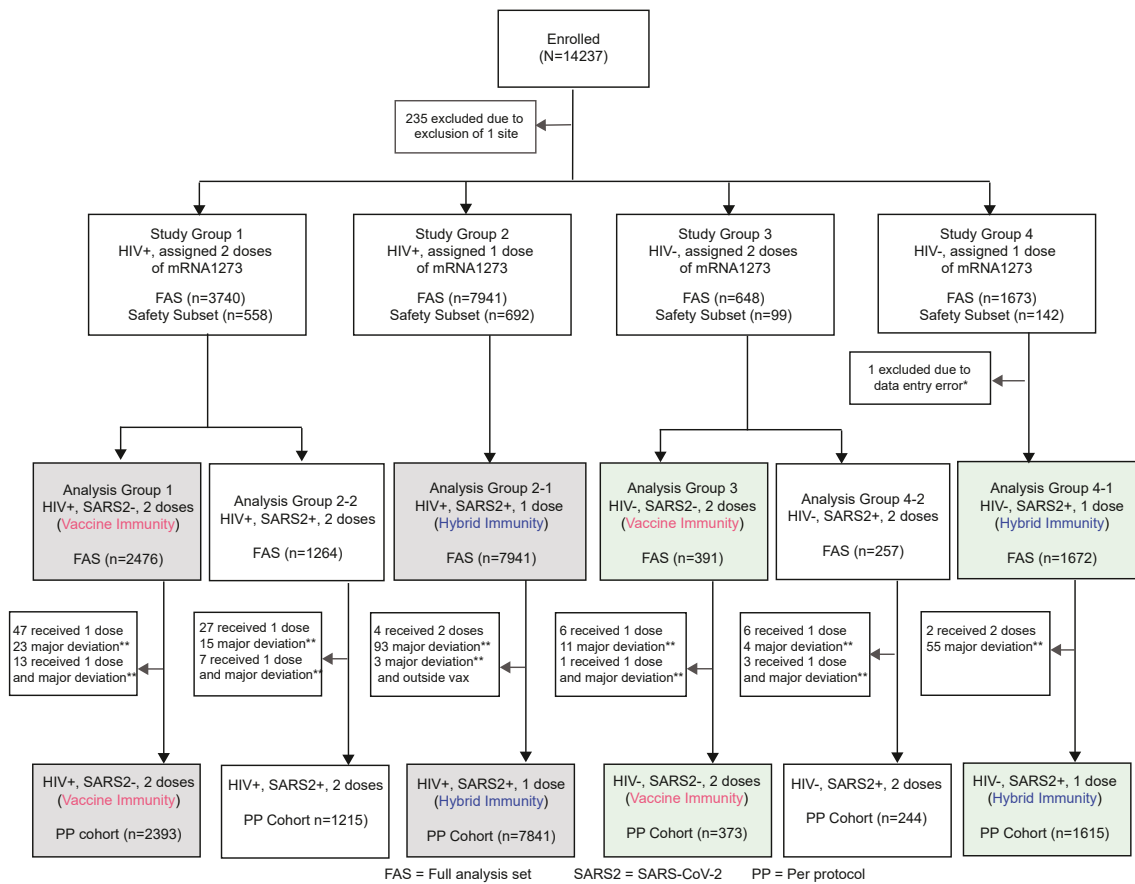 Enrolled
(N=14237)
235 excluded due to
exclusion of 1 site
Study Group 1
HIV+, assigned 2 doses
of mRNA1273
FAS (n=3740)
Safety Subset (n=558)
Study Group 2
HIV+, assigned 1 dose
of mRNA1273
FAS (n=7941)
Safety Subset (n=692)
Study Group 3
HIV-, assigned 2 doses
of mRNA1273
FAS (n=648)
Safety Subset (n=99)
Study Group 4
HIV-, assigned 1 dose
of mRNA1273
FAS (n=1673)
Safety Subset (n=142)
1 excluded due to
data entry error*
Analysis Group 1
HIV+, SARS2-, 2 doses
(Vaccine Immunity)
FAS (n=2476)
Analysis Group 2-2
HIV+, SARS2+, 2 doses
FAS (n=1264)
Analysis Group 2-1
HIV+, SARS2+, 1 dose
(Hybrid Immunity)
FAS (n=7941)
Analysis Group 3
HIV-, SARS2-, 2 doses
(Vaccine Immunity)
FAS (n=391)
Analysis Group 4-2
HIV-, SARS2+, 2 doses
FAS (n=257)
Analysis Group 4-1
HIV-, SARS2+, 1 dose
(Hybrid Immunity)
FAS (n=1672)
47 received 1 dose
23 major deviation**
13 received 1 dose
and major deviation**
27 received 1 dose
15 major deviation**
7 received 1 dose
and major deviation**
4 received 2 doses
93 major deviation**
3 major deviation**
and outside vax
6 received 1 dose
11 major deviation**
1 received 1 dose
and major deviation**
6 received 1 dose
4 major deviation**
3 received 1 dose
and major deviation**
2 received 2 doses
55 major deviation**
HIV+, SARS2-, 2 doses
(Vaccine Immunity)
PP cohort (n=2393)
HIV+, SARS2+, 2 doses
PP Cohort n=1215)
HIV+, SARS2+, 1 dose
(Hybrid Immunity)
PP Cohort (n=7841)
HIV-, SARS2-, 2 doses
(Vaccine Immunity)
PP Cohort (n=373)
HIV-, SARS2+, 2 doses
PP Cohort (n=244)
HIV-, SARS2+, 1 dose
(Hybrid Immunity)
PP Cohort (n=1615)
FAS = Full analysis set SARS2 = SARS-CoV-2 PP = Per protocol